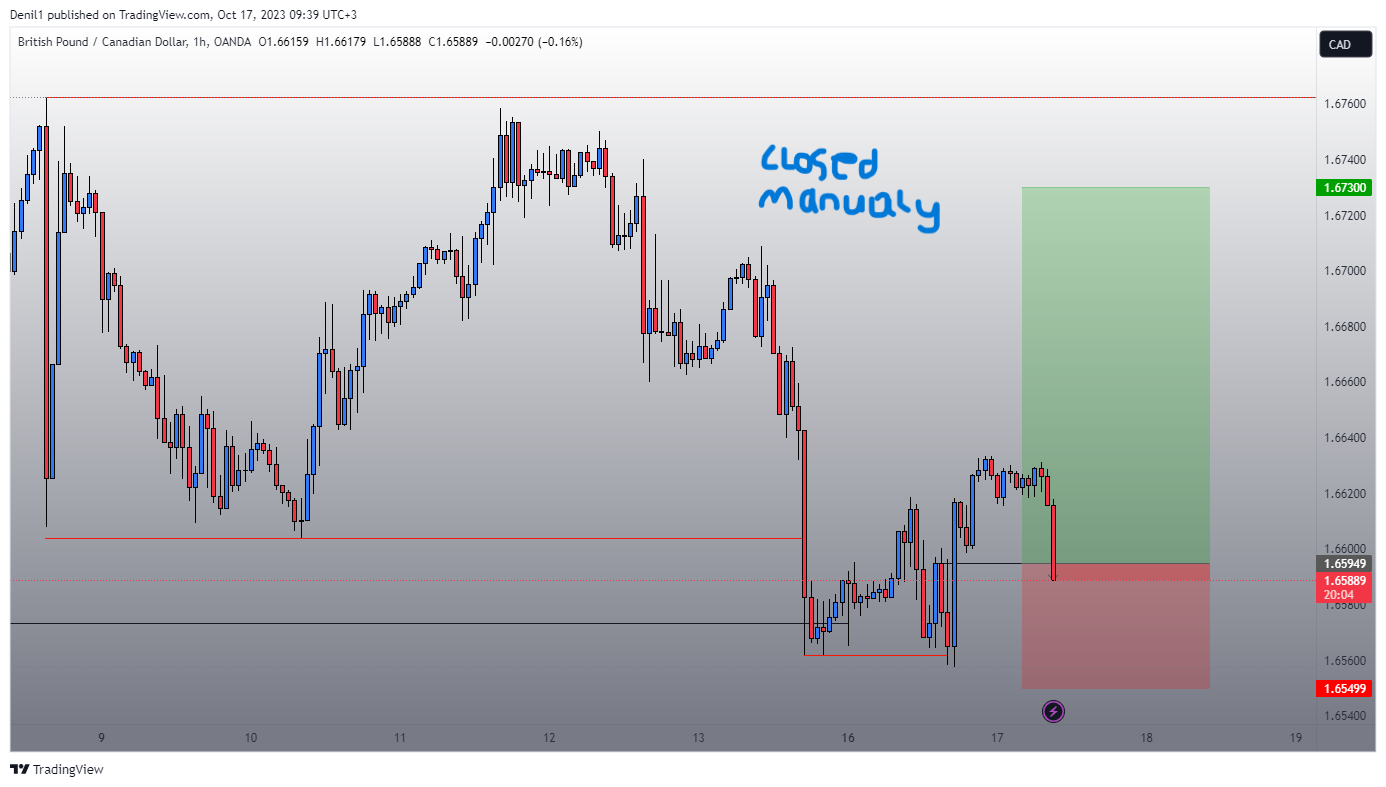 Denil1 published on TradingView.com, Oct 17, 2023 09:39 UTC+3
British Pound / Canadian Dollar, 1h, OANDA O1.66159 H1.66179 L1.65888 C1.65889 −0.00270 (−0.16%)
CAD
1.67600
CLOSED
1.67400
manualy
1.67300
1.67200
1.67000
1.66800
1.66600
1.66400
1.66200
1.66000
1.65949
1.65889
20:04
1.65800
1.65600
1.65499
1.65400
9 10 11 12 13 16 17 18 19
TradingView